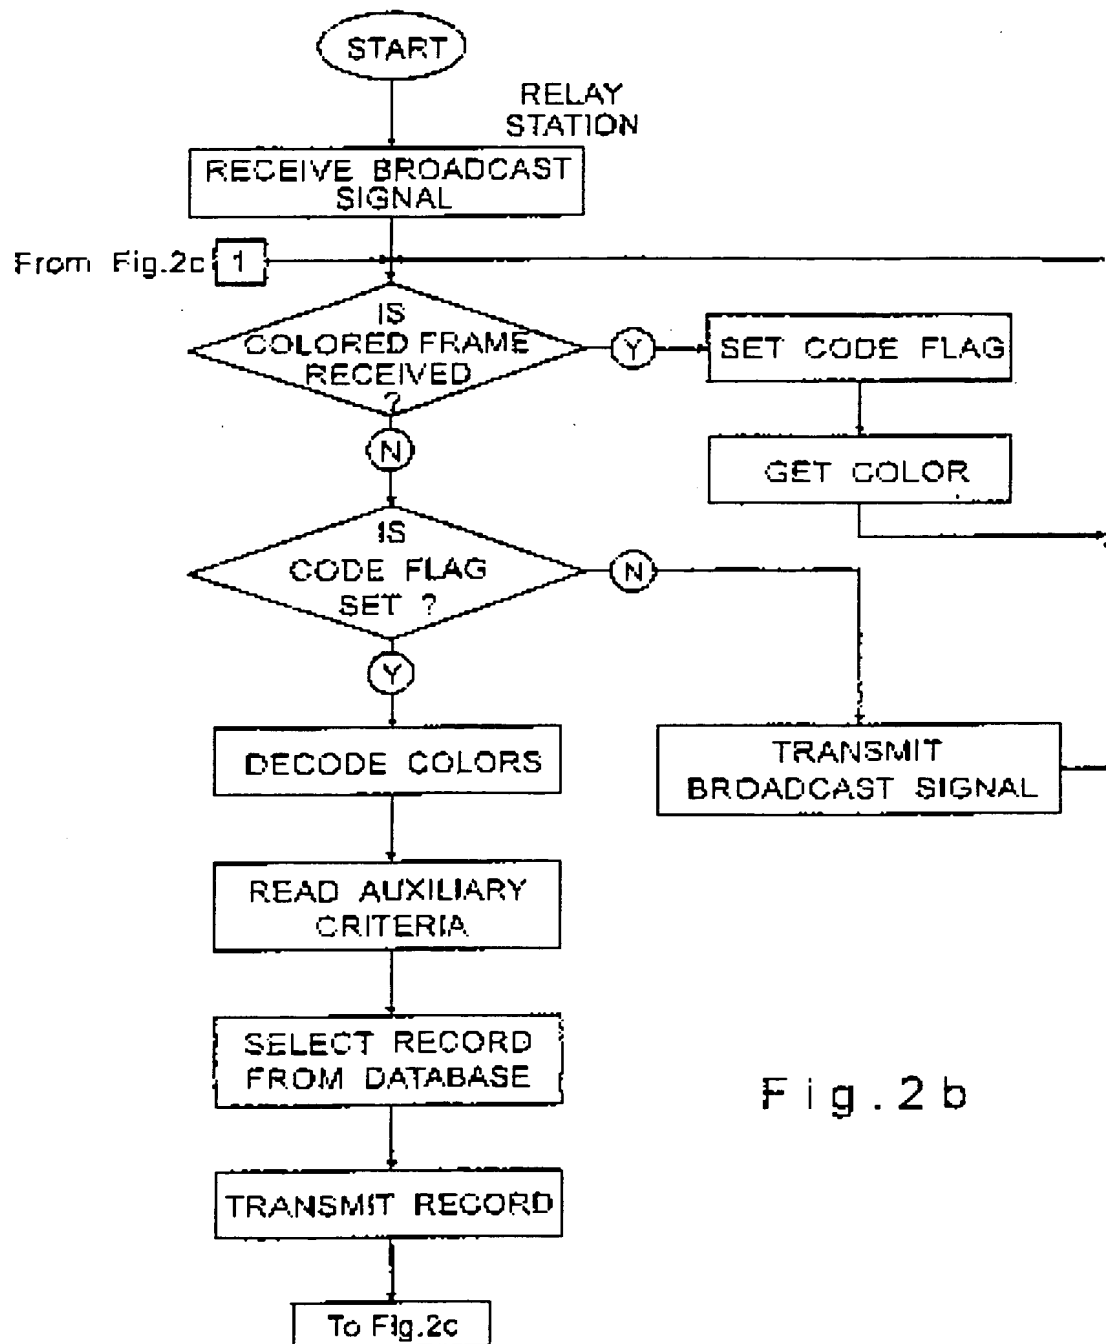 START
RELAY
STATION
RECEIVE BROADCAST
SIGNAL
From Fig.2c 1
IS
COLORED FRAME
RECEIVED
?
Y
SET CODE FLAG
GET COLOR
N
IS
CODE FLAG
SET ?
N
Y
DECODE COLORS
TRANSMIT
BROADCAST SIGNAL
READ AUXILIARY
CRITERIA
SELECT RECORD
FROM DATABASE
Fig.2b
TRANSMIT RECORD
To Fig.2c